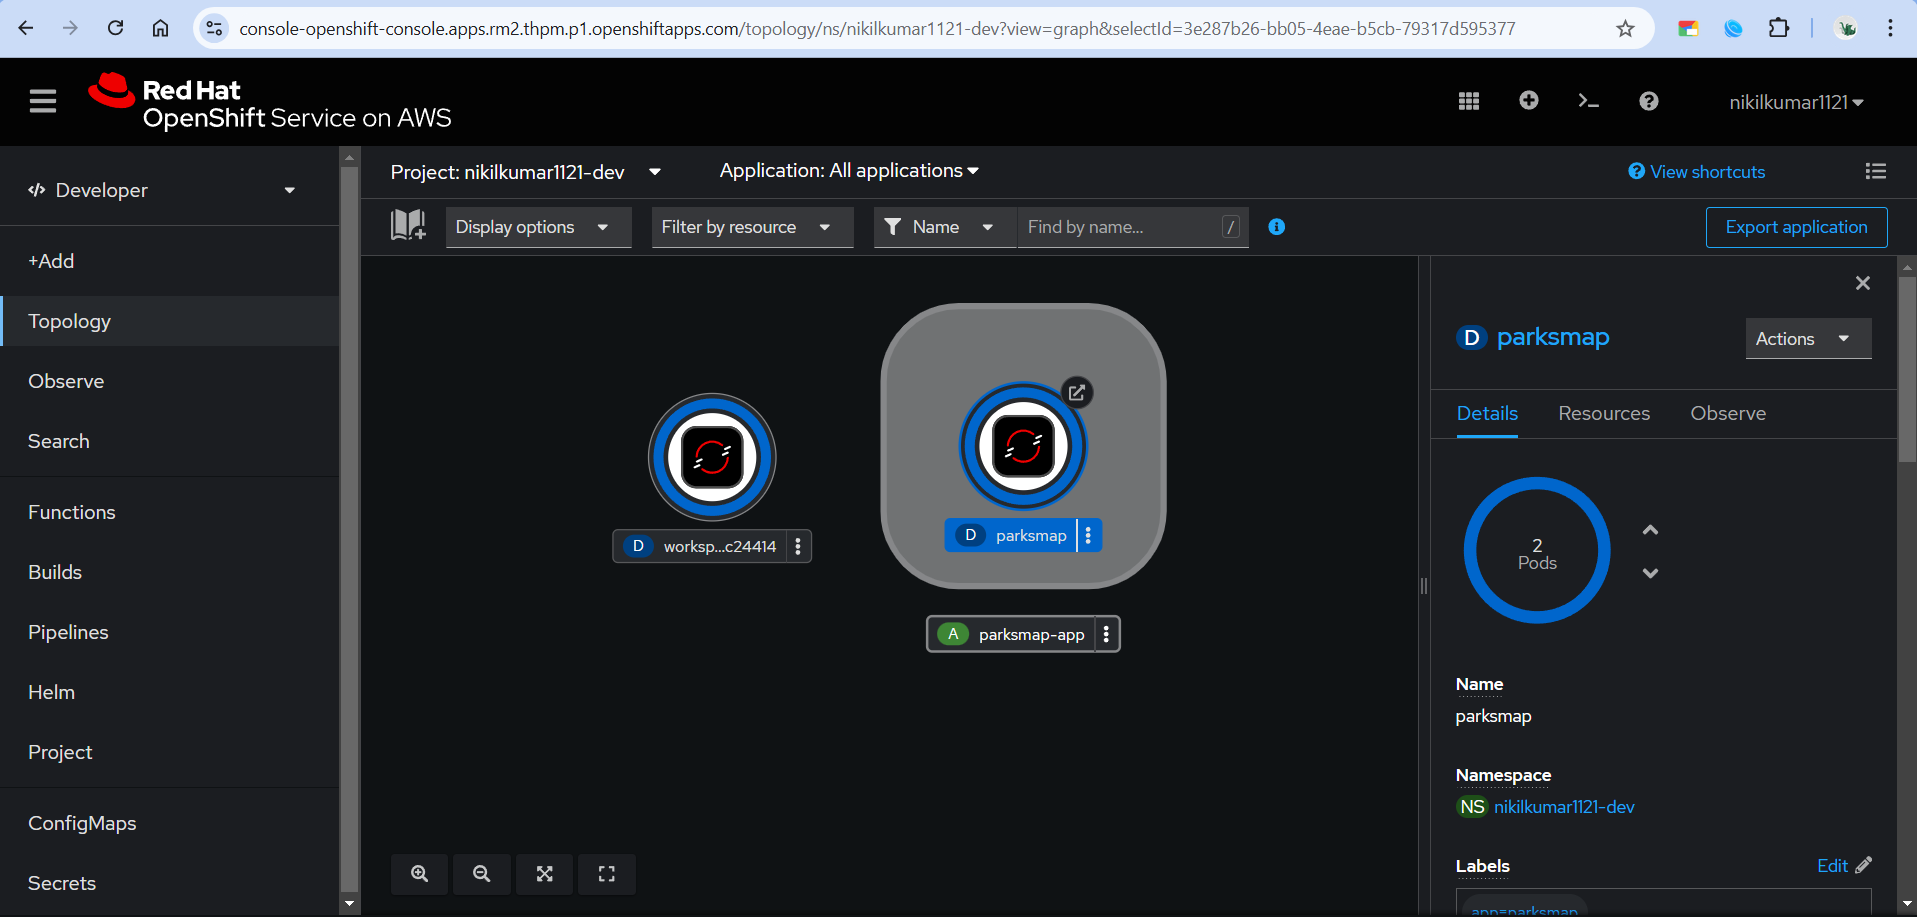 console-openshift-console.apps.rm2.thpm.p1.openshiftapps.com/topology/ns/nikilkumar1121-dev?view=graph&selectId=3e287b26-bb05-4eae-b5cb-79317d595377
Red Hat
OpenShift Service on AWS
nikilkumar1121
Developer
+Add
Topology
Observe
Search
Functions
Builds
Pipelines
Helm
Project
ConfigMaps
Secrets
Project: nikilkumar1121-dev
Application: All applications
View shortcuts
Display options
Filter by resource
Name
Find by name...
/
Export application
D worksp...c24414
D parksmap
A parksmap-app
D parksmap
Actions
Details Resources Observe
2
Pods
Name
parksmap
Namespace
NS nikilkumar1121-dev
Labels
Edit
app=parksmap